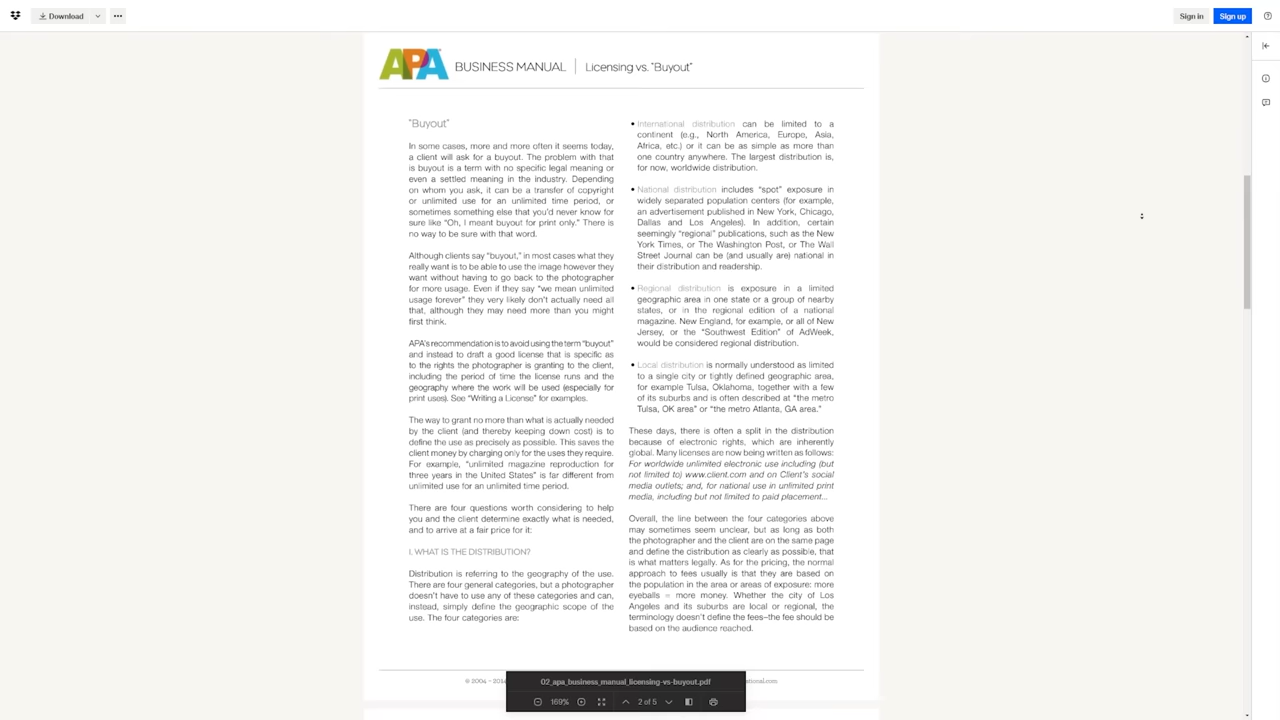 Download
Sign in
Sign up
APA BUSINESS MANUAL | Licensing vs. "Buyout"
"Buyout"
In some cases, more and more often it seems today,
a client will ask for a buyout. The problem with that
is buyout is a term with no specific legal meaning or
even a settled meaning in the industry. Depending
on whom you ask, it can be a transfer of copyright
or unlimited use for an unlimited time period, or
sometimes something else that you'd never know for
sure like "Oh, I meant buyout for print only." There is
no way to be sure with that word.
Although clients say "buyout," in most cases what they
really want is to be able to use the image however they
want without having to go back to the photographer
for more usage. Even if they say "we mean unlimited
usage forever" they very likely don't actually need all
that, although they may need more than you might
first think.
APA's recommendation is to avoid using the term "buyout"
and instead to draft a good license that is specific as
to the rights the photographer is granting to the client,
including the period of time the license runs and the
geography where the work will be used (especially for
print uses). See "Writing a License" for examples.
The way to grant no more than what is actually needed
by the client (and thereby keeping down cost) is to
define the use as precisely as possible. This saves the
client money by charging only for the uses they require.
For example, "unlimited magazine reproduction for
three years in the United States" is far different from
unlimited use for an unlimited time period.
There are four questions worth considering to help
you and the client determine exactly what is needed,
and to arrive at a fair price for it:
I. WHAT IS THE DISTRIBUTION?
Distribution is referring to the geography of the use.
There are four general categories, but a photographer
doesn't have to use any of these categories and can,
instead, simply define the geographic scope of the
use. The four categories are:
• International distribution can be limited to a
continent (e.g., North America, Europe, Asia,
Africa, etc.) or it can be as simple as more than
one country anywhere. The largest distribution is,
for now, worldwide distribution.
• National distribution includes "spot" exposure in
widely separated population centers (for example,
an advertisement published in New York, Chicago,
Dallas and Los Angeles). In addition, certain
seemingly "regional" publications, such as the New
York Times, or The Washington Post, or The Wall
Street Journal can be (and usually are) national in
their distribution and readership.
• Regional distribution is exposure in a limited
geographic area in one state or a group of nearby
states, or in the regional edition of a national
magazine. New England, for example, or all of New
Jersey, or the "Southwest Edition" of AdWeek,
would be considered regional distribution.
• Local distribution is normally understood as limited
to a single city or tightly defined geographic area,
for example Tulsa, Oklahoma, together with a few
of its suburbs and is often described at "the metro
Tulsa, OK area" or "the metro Atlanta, GA area."
These days, there is often a split in the distribution
because of electronic rights, which are inherently
global. Many licenses are now being written as follows:
For worldwide unlimited electronic use including (but
not limited to) www.client.com and on Client's social
media outlets; and, for national use in unlimited print
media, including but not limited to paid placement...
Overall, the line between the four categories above
may sometimes seem unclear, but as long as both
the photographer and the client are on the same page
and define the distribution as clearly as possible, that
is what matters legally. As for the pricing, the normal
approach to fees usually is that they are based on
the population in the area or areas of exposure: more
eyeballs = more money. Whether the city of Los
Angeles and its suburbs are local or regional, the
terminology doesn't define the fees–the fee should be
based on the audience reached.
02_apa_business_manual_licensing-vs-buyout.pdf
169%
2 of 5